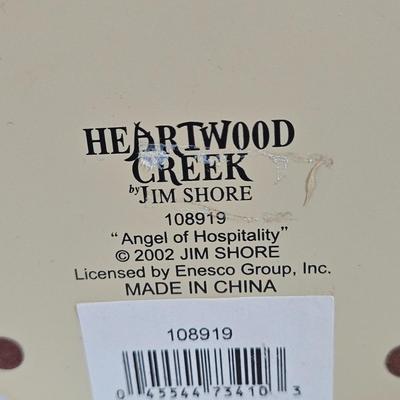 HEARTWOOD
CREEK
by JIM SHORE
108919
"Angel of Hospitality"
© 2002 JIM SHORE
Licensed by Enesco Group, Inc.
MADE IN CHINA
108919
0 45544 73410 3